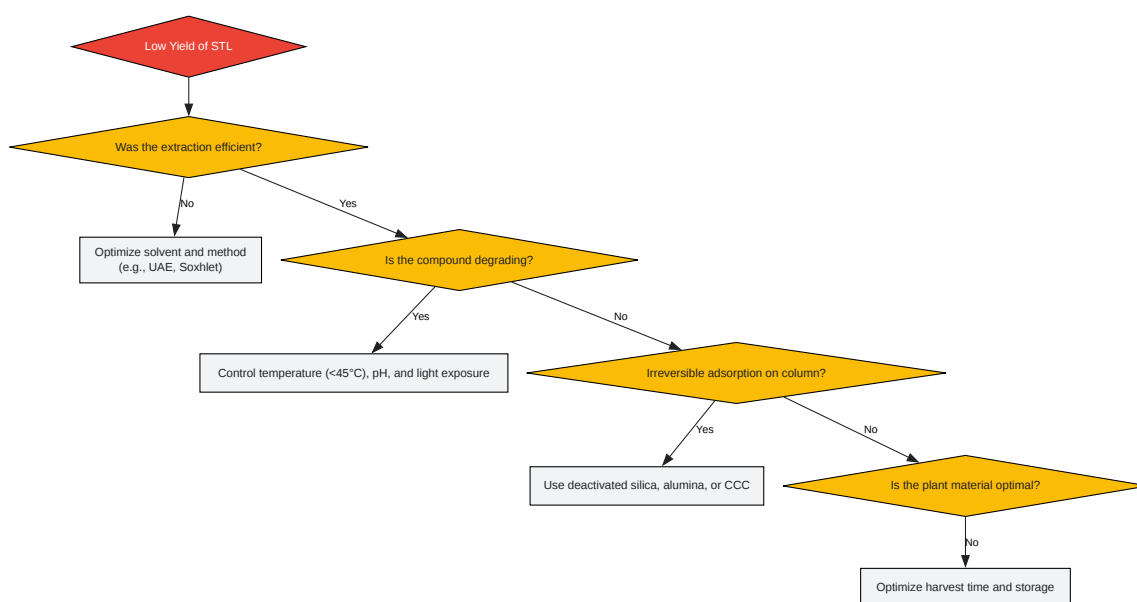 Low Yield of STL
Was the extraction efficient?
No
Yes
Optimize solvent and method
(e.g., UAE, Soxhlet)
Is the compound degrading?
Yes
No
Control temperature (<45°C), pH, and light exposure
Irreversible adsorption on column?
Yes
No
Use deactivated silica, alumina, or CCC
Is the plant material optimal?
No
Optimize harvest time and storage